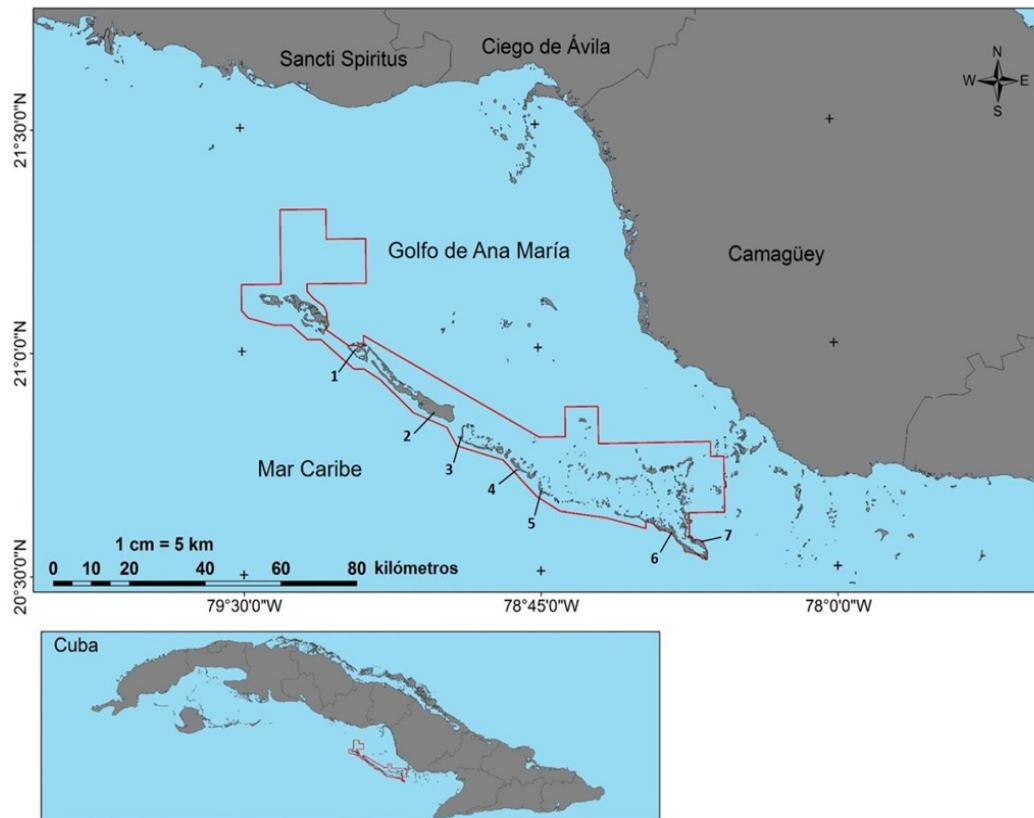 Sancti Spiritus
Ciego de Ávila
N
W E
S
21°30'0"N
Golfo de Ana María
Camagüey
21°0'0"N
1
2
Mar Caribe
3
4
5
6
7
1 cm = 5 km
0 5 10 20 40 60 80 kilómetros
20°30'0"N
79°30'0"W 78°45'0"W 78°0'0"W
Cuba